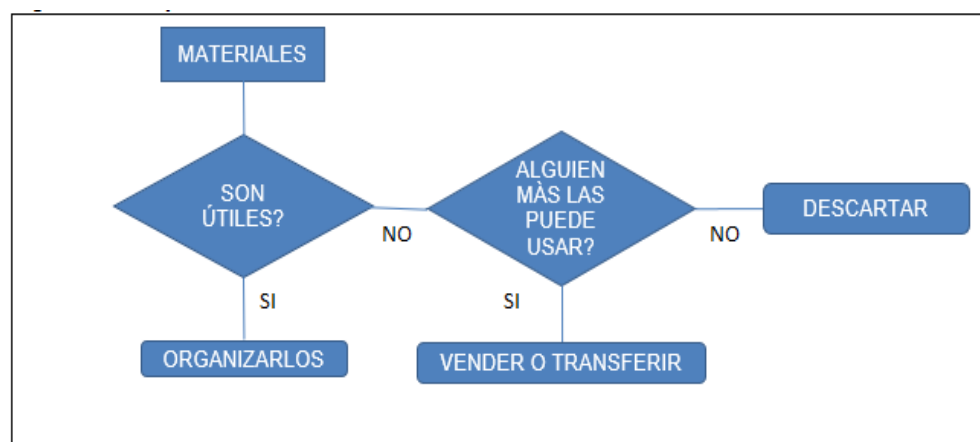 MATERIALES
SON
ÚTILES?
NO
SI
ORGANIZARLOS
ALGUIEN
MÀS LAS
PUEDE
USAR?
NO
SI
VENDER O TRANSFERIR
DESCARTAR